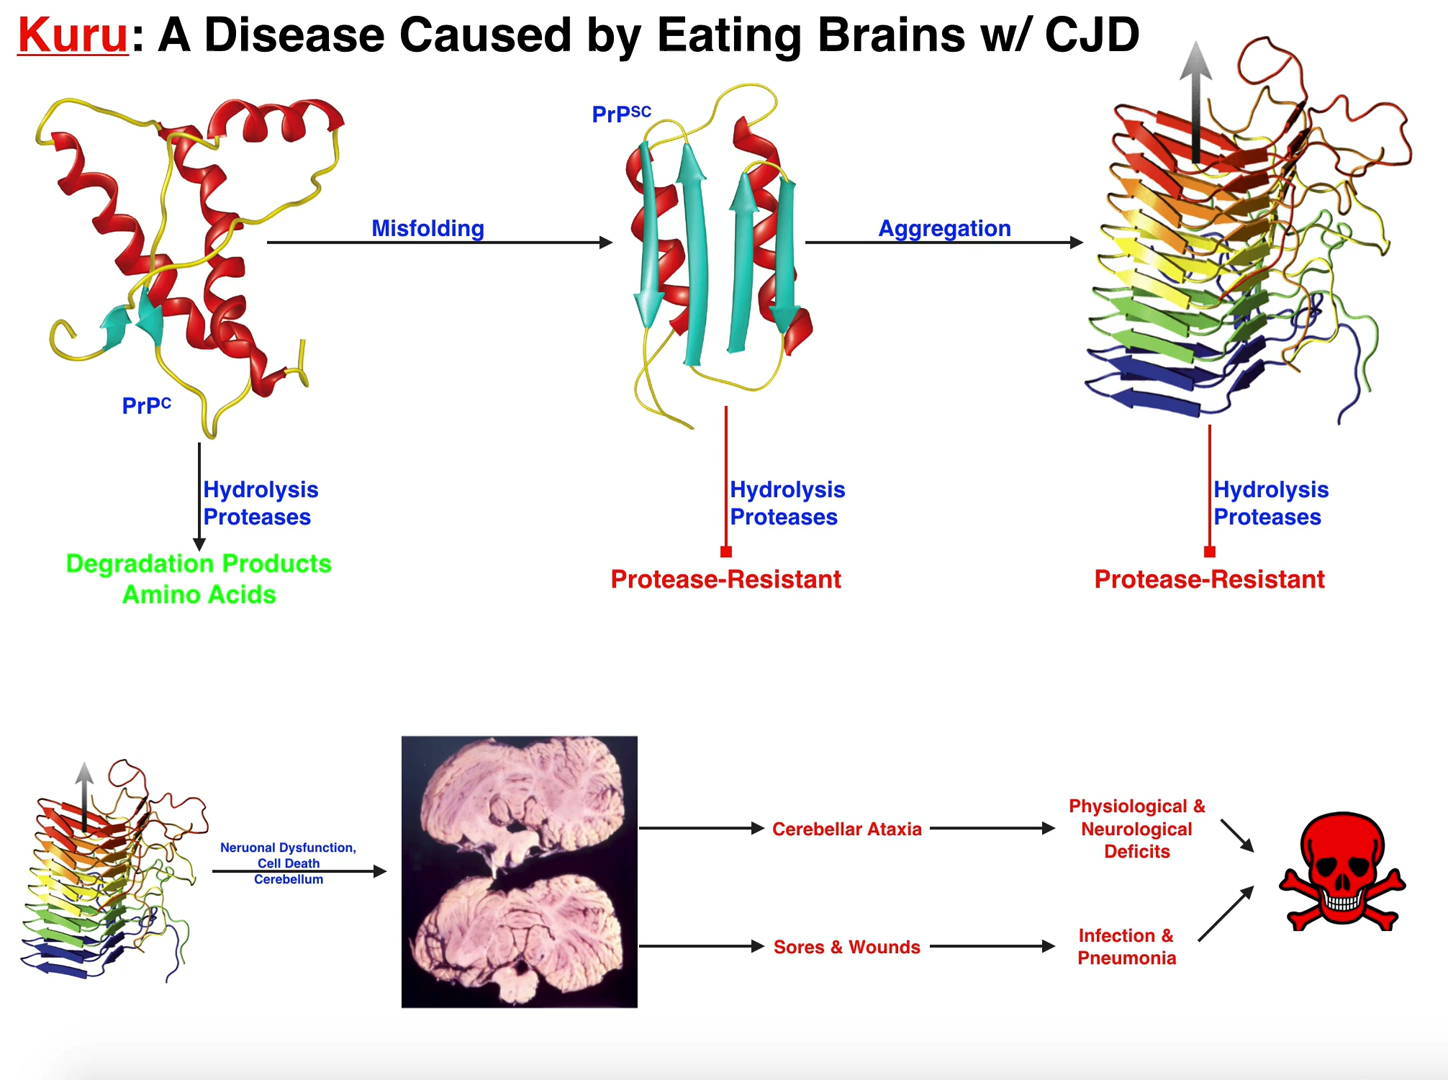 Kuru: A Disease Caused by Eating Brains w/ CJD
PrPSC
Misfolding
Aggregation
PrPC
Hydrolysis
Proteases
Hydrolysis
Proteases
Hydrolysis
Proteases
Degradation Products
Amino Acids
Protease-Resistant
Protease-Resistant
Neruonal Dysfunction,
Cell Death
Cerebellum
Cerebellar Ataxia
Physiological &
Neurological
Deficits
Sores & Wounds
Infection &
Pneumonia